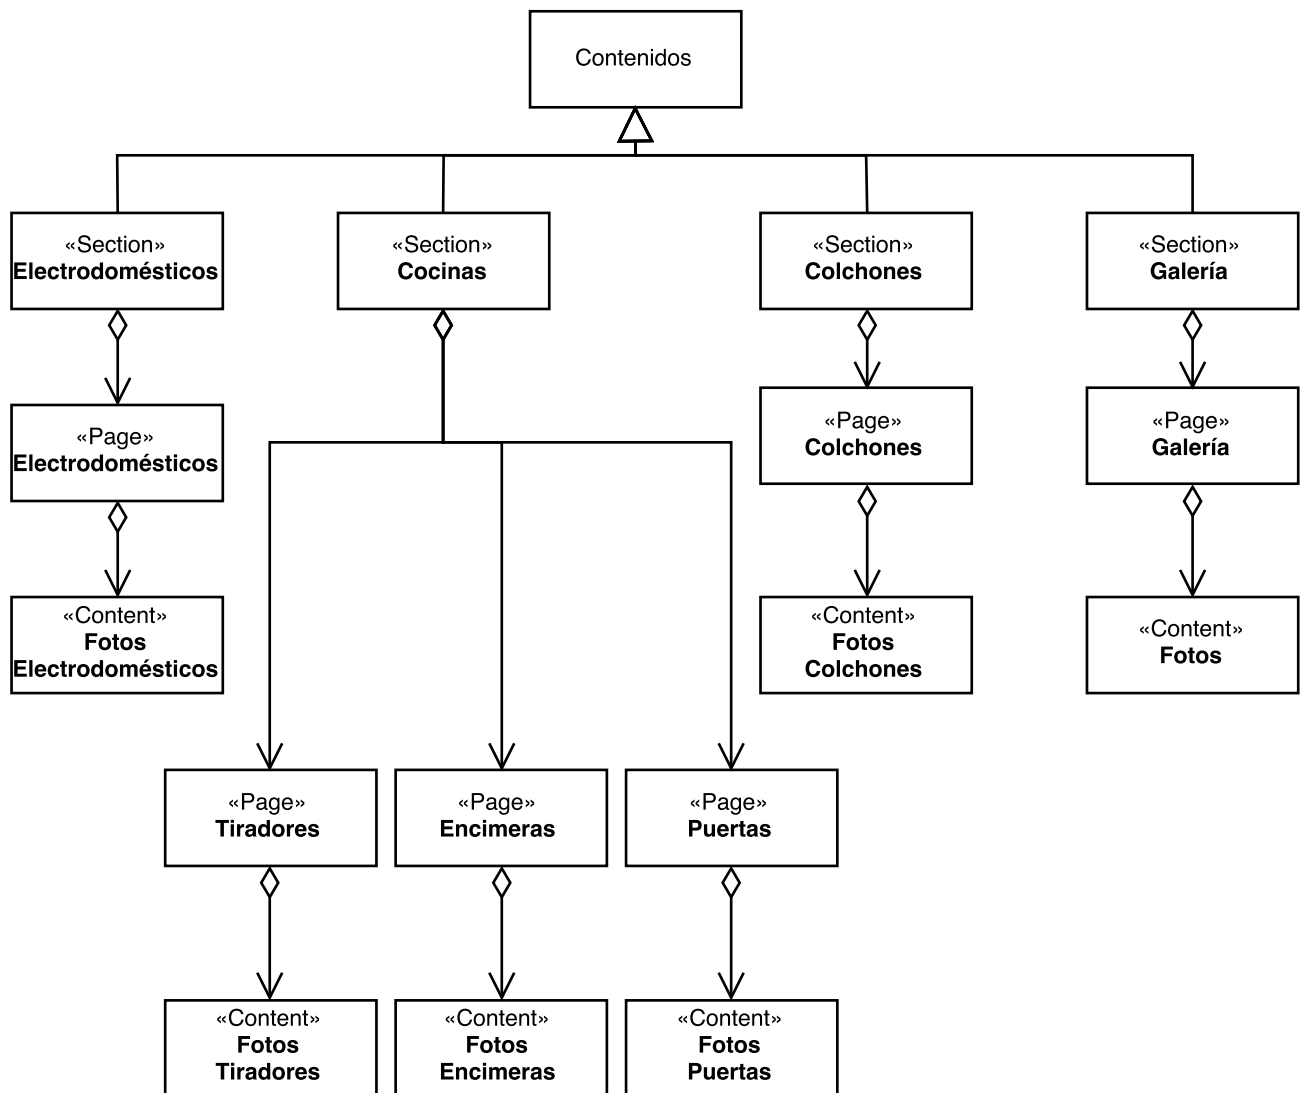 Contenidos
«Section»
Electrodomésticos
«Section»
Cocinas
«Section»
Colchones
«Section»
Galería
«Page»
Electrodomésticos
«Page»
Colchones
«Page»
Galería
«Content»
Fotos
Electrodomésticos
«Content»
Fotos
Colchones
«Content»
Fotos
«Page»
Tiradores
«Page»
Encimeras
«Page»
Puertas
«Content»
Fotos
Tiradores
«Content»
Fotos
Encimeras
«Content»
Fotos
Puertas